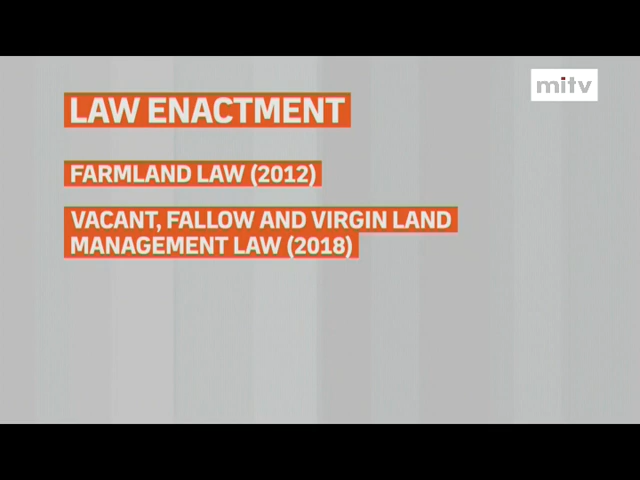 mitv
LAW ENACTMENT
FARMLAND LAW (2012)
VACANT, FALLOW AND VIRGIN LAND
MANAGEMENT LAW (2018)